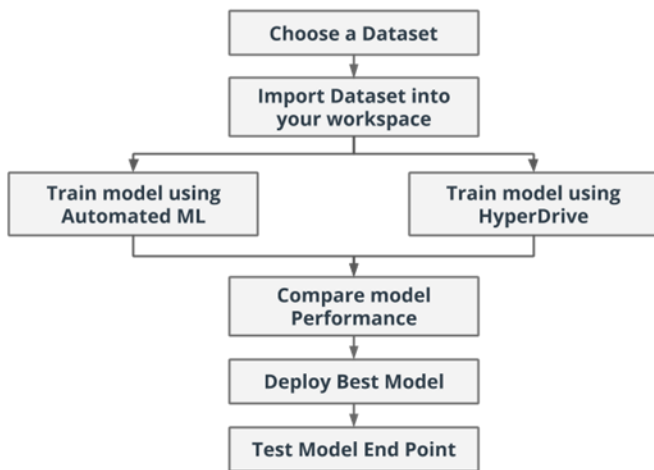 Choose a Dataset
Import Dataset into
your workspace
Train model using
Automated ML
Train model using
HyperDrive
Compare model
Performance
Deploy Best Model
Test Model End Point